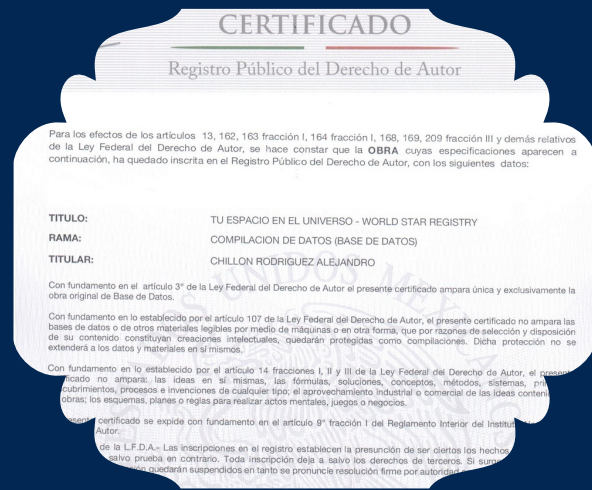 CERTIFICADO
Registro Público del Derecho de Autor
Para los efectos de los artículos 13, 162, 163 fracción I, 164 fracción I, 168, 169, 209 fracción III y demás relativos
de la Ley Federal del Derecho de Autor, se hace constar que la OBRA cuyas especificaciones aparecen a
continuación, ha quedado inscrita en el Registro Público del Derecho de Autor, con los siguientes datos:
TITULO: TU ESPACIO EN EL UNIVERSO - WORLD STAR REGISTRY
RAMA: COMPILACION DE DATOS (BASE DE DATOS)
TITULAR: CHILLON RODRIGUEZ ALEJANDRO
Con fundamento en el artículo 3° de la Ley Federal del Derecho de Autor el presente certificado ampara única y exclusivamente la
obra original de Base de Datos.
Con fundamento en lo establecido por el artículo 107 de la Ley Federal del Derecho de Autor, el presente certificado no ampara las
bases de datos o de otros materiales legibles por medio de máquinas o en otra forma, que por razones de selección y disposición
de su contenido constituyan creaciones intelectuales, quedarán protegidas como compilaciones. Dicha protección no se
extenderá a los datos y materiales en sí mismos.
Con fundamento en lo establecido por el artículo 14 fracciones I, II y III de la Ley Federal del Derecho de Autor, el presen
ificado no ampara: las ideas en sí mismas, las fórmulas, soluciones, conceptos, métodos, sistemas, pri
cubrimientos, procesos e invenciones de cualquier tipo; el aprovechamiento industrial o comercial de las ideas conteni
obras; los esquemas, planes o reglas para realizar actos mentales, juegos o negocios.
certificado se expide con fundamento en el artículo 9° fracción I del Reglamento Interior del Institut
Autor.
de la L.F.D.A.- Las inscripciones en el registro establecen la presunción de ser ciertos los hechos
salvo prueba en contrario. Toda inscripción deja a salvo los derechos de terceros. Si surg
quedarán suspendidos en tanto se pronuncie resolución firme por autoridad